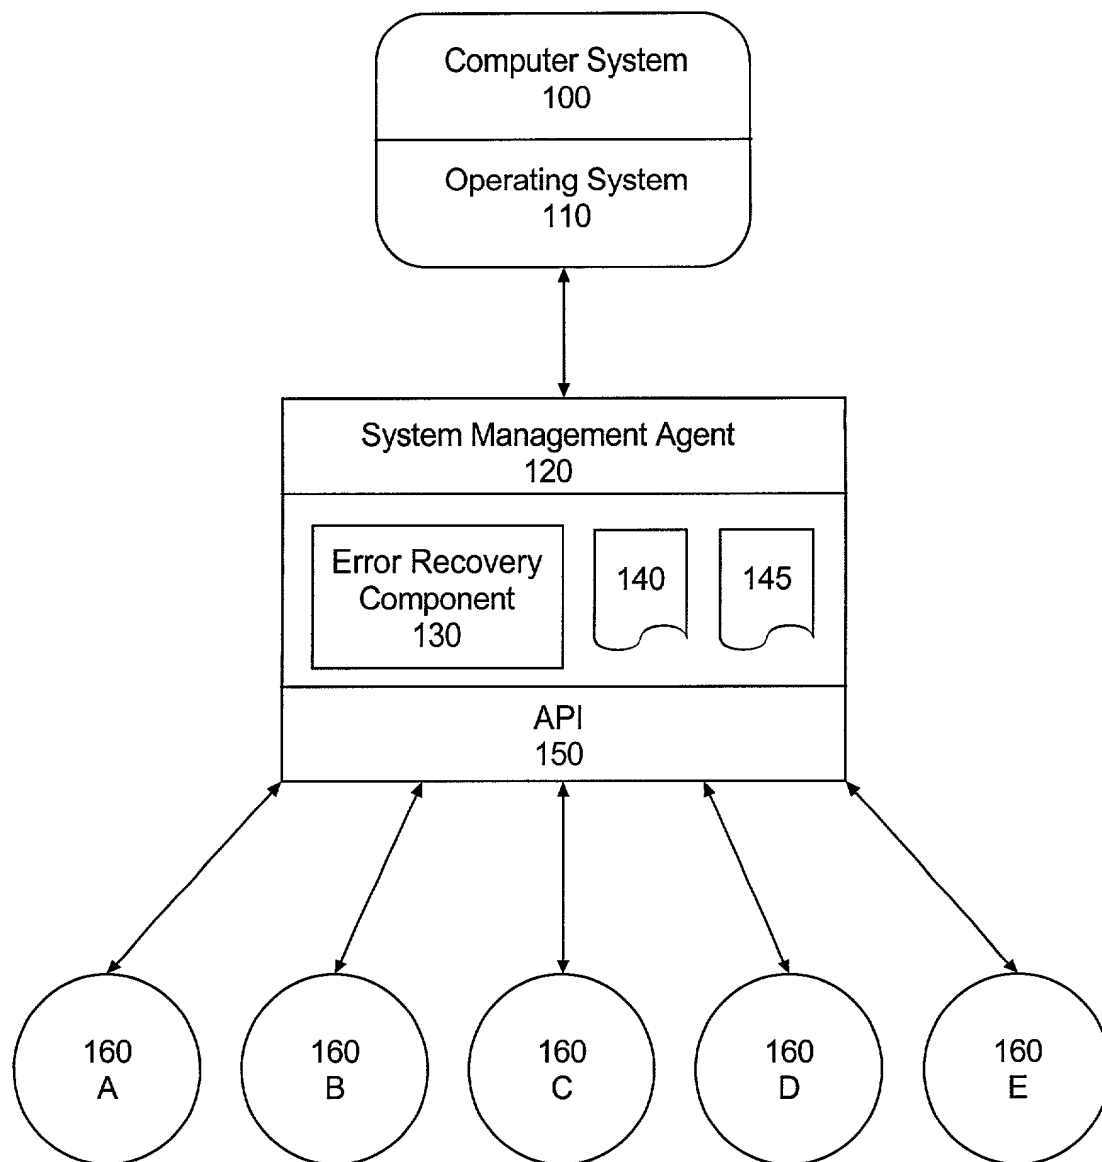 Computer System
100
Operating System
110
System Management Agent
120
Error Recovery
Component
130
140
145
API
150
160
A
160
B
160
C
160
D
160
E